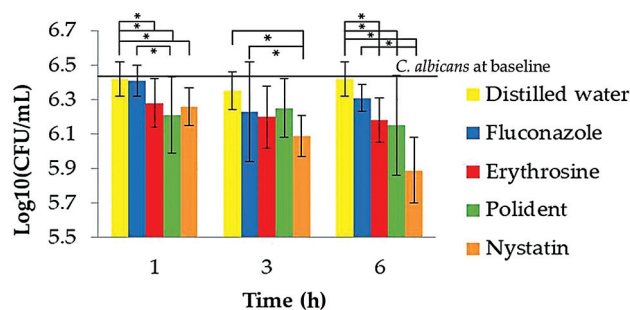 6.7
6.5
6.3
6.1
5.9
5.7
5.5
Log10(CFU/mL)
* * * *
* *
* * * * *
C. albicans at baseline
Distilled water
Fluconazole
Erythrosine
Polident
Nystatin
1 3 6
Time (h)